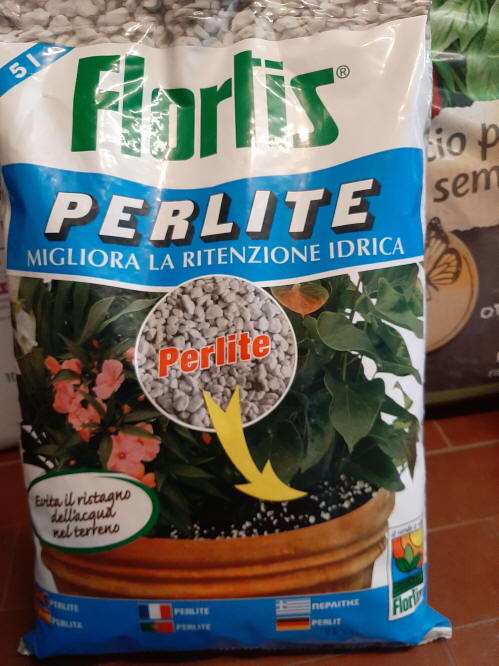 5 l
Flortis®
PERLITE
MIGLIORA LA RITENZIONE IDRICA
Perlite
Evita il ristagno
dell'acqua
nel terreno
PERLITE
PERLITE
ΠΕΡΛΙΤΗΣ
PERLITA
PERLITE
PERLIT
Flortis
sem